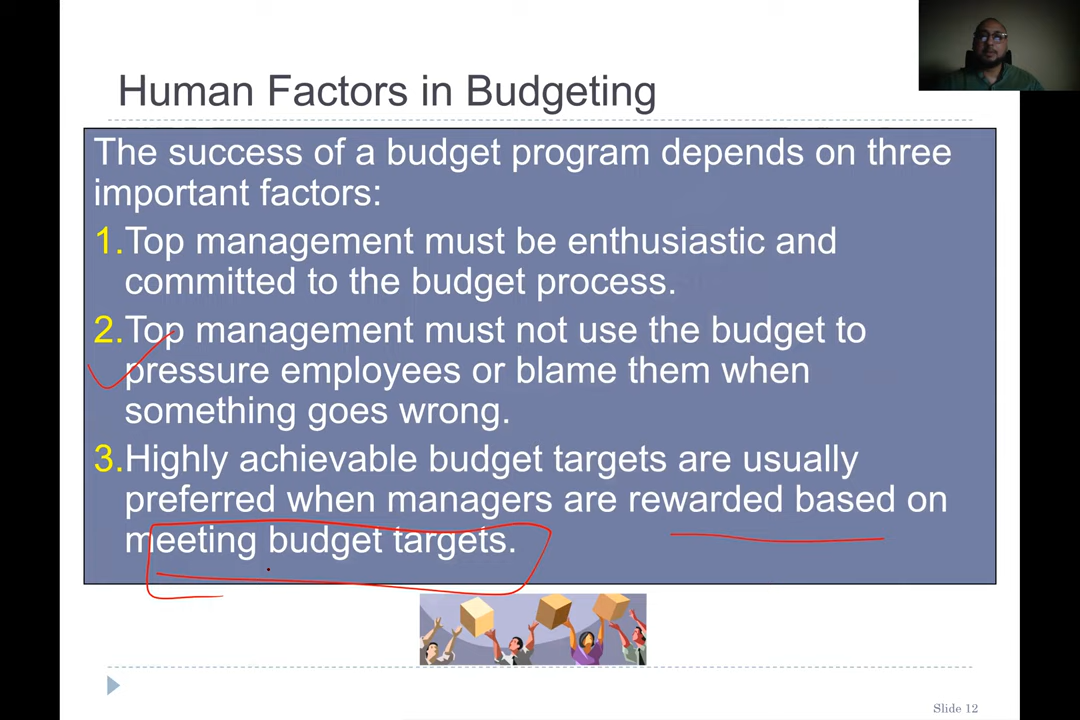 Human Factors in Budgeting
The success of a budget program depends on three
important factors:
1.Top management must be enthusiastic and
committed to the budget process.
2.Top management must not use the budget to
pressure employees or blame them when
something goes wrong.
3.Highly achievable budget targets are usually
preferred when managers are rewarded based on
meeting budget targets.
Slide 12